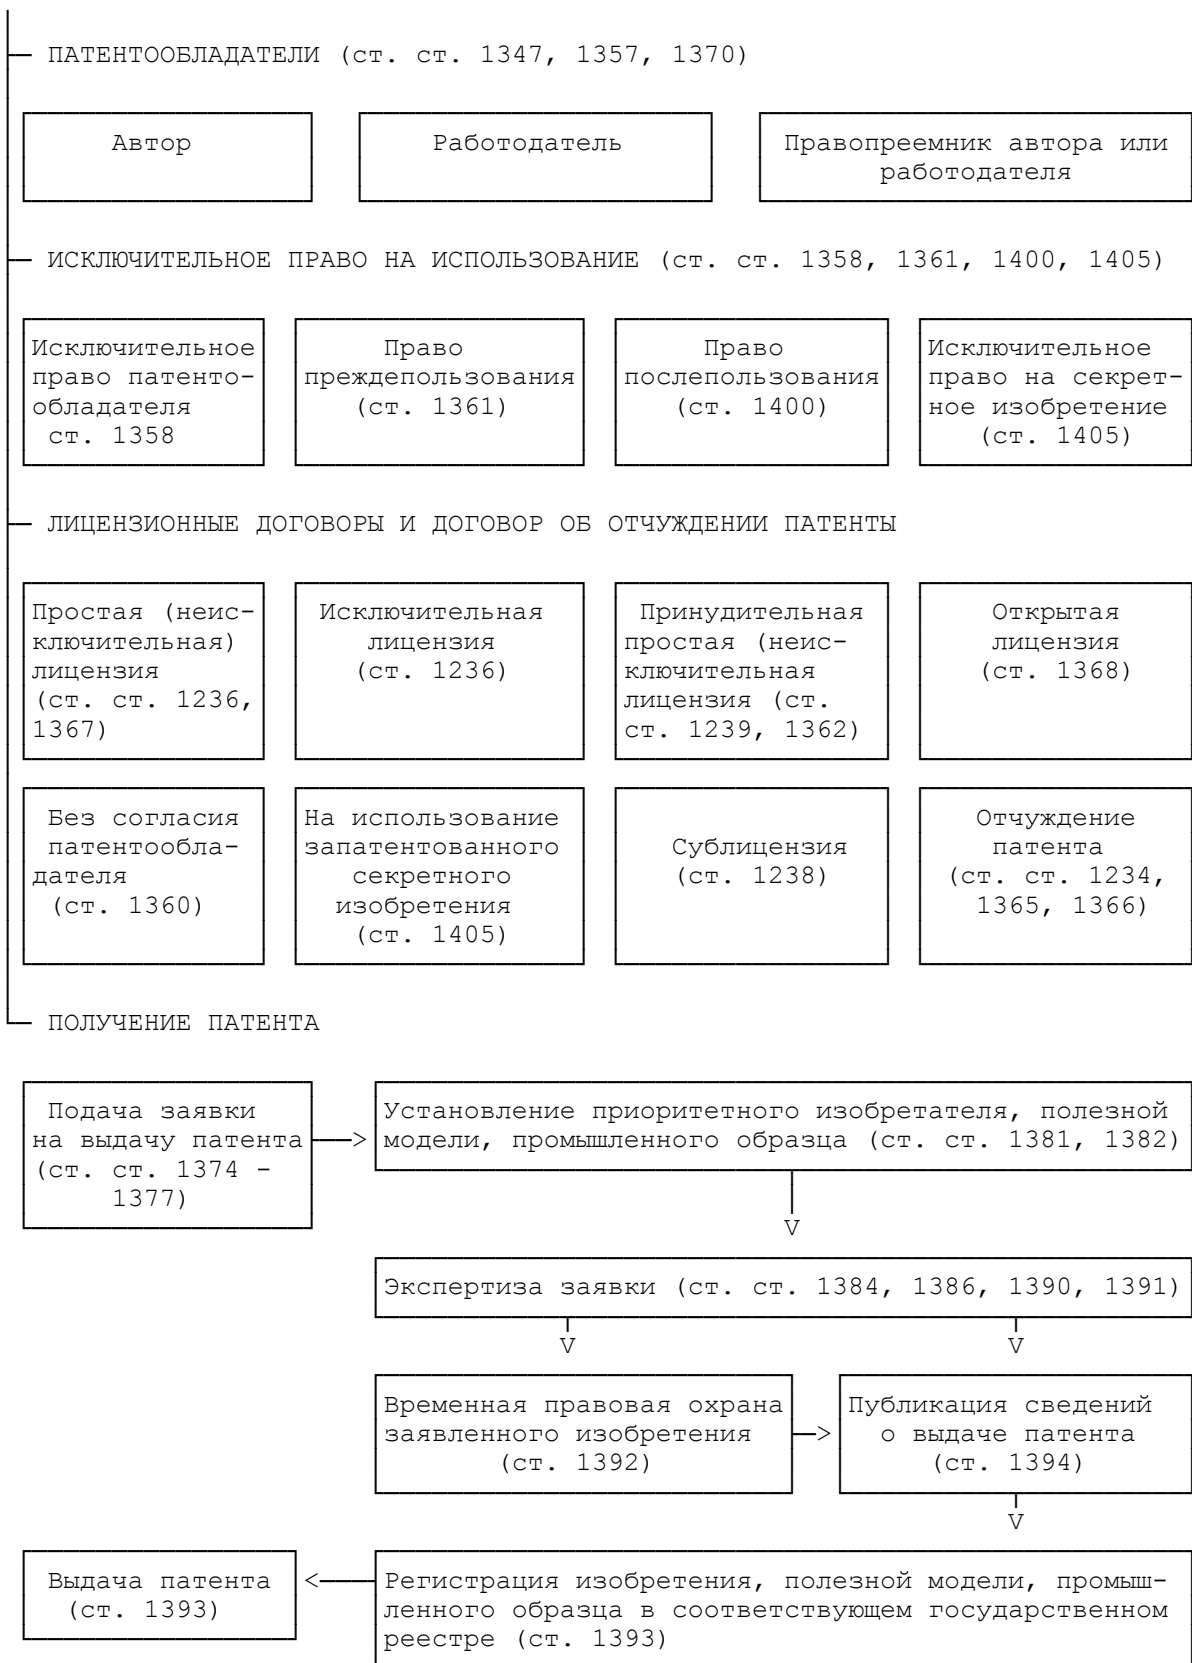 ПАТЕНТООБЛАДАТЕЛИ (ст. ст. 1347, 1357, 1370)
Автор
Работодатель
Правопреемник автора или
работодателя
ИСКЛЮЧИТЕЛЬНОЕ ПРАВО НА ИСПОЛЬЗОВАНИЕ (ст. ст. 1358, 1361, 1400, 1405)
Исключительное
право патенто-
обладателя
ст. 1358
Право
преждепользования
(ст. 1361)
Право
послепользования
(ст. 1400)
Исключительное
право на секрет-
ное изобретение
(ст. 1405)
ЛИЦЕНЗИОННЫЕ ДОГОВОРЫ И ДОГОВОР ОБ ОТЧУЖДЕНИИ ПАТЕНТЫ
Простая (неис-
ключительная)
лицензия
(ст. ст. 1236,
1367)
Исключительная
лицензия
(ст. 1236)
Принудительная
простая (неис-
ключительная
лицензия (ст.
ст. 1239, 1362)
Открытая
лицензия
(ст. 1368)
Без согласия
патентообла-
дателя
(ст. 1360)
На использование
запатентованного
секретного
изобретения
(ст. 1405)
Сублицензия
(ст. 1238)
Отчуждение
патента
(ст. ст. 1234,
1365, 1366)
ПОЛУЧЕНИЕ ПАТЕНТА
Подача заявки
на выдачу патента
(ст. ст. 1374 -
1377)
Установление приоритетного изобретателя, полезной
модели, промышленного образца (ст. ст. 1381, 1382)
Экспертиза заявки (ст. ст. 1384, 1386, 1390, 1391)
Временная правовая охрана
заявленного изобретения
(ст. 1392)
Публикация сведений
о выдаче патента
(ст. 1394)
Выдача патента
(ст. 1393)
Регистрация изобретения, полезной модели, промыш-
ленного образца в соответствующем государственном
реестре (ст. 1393)